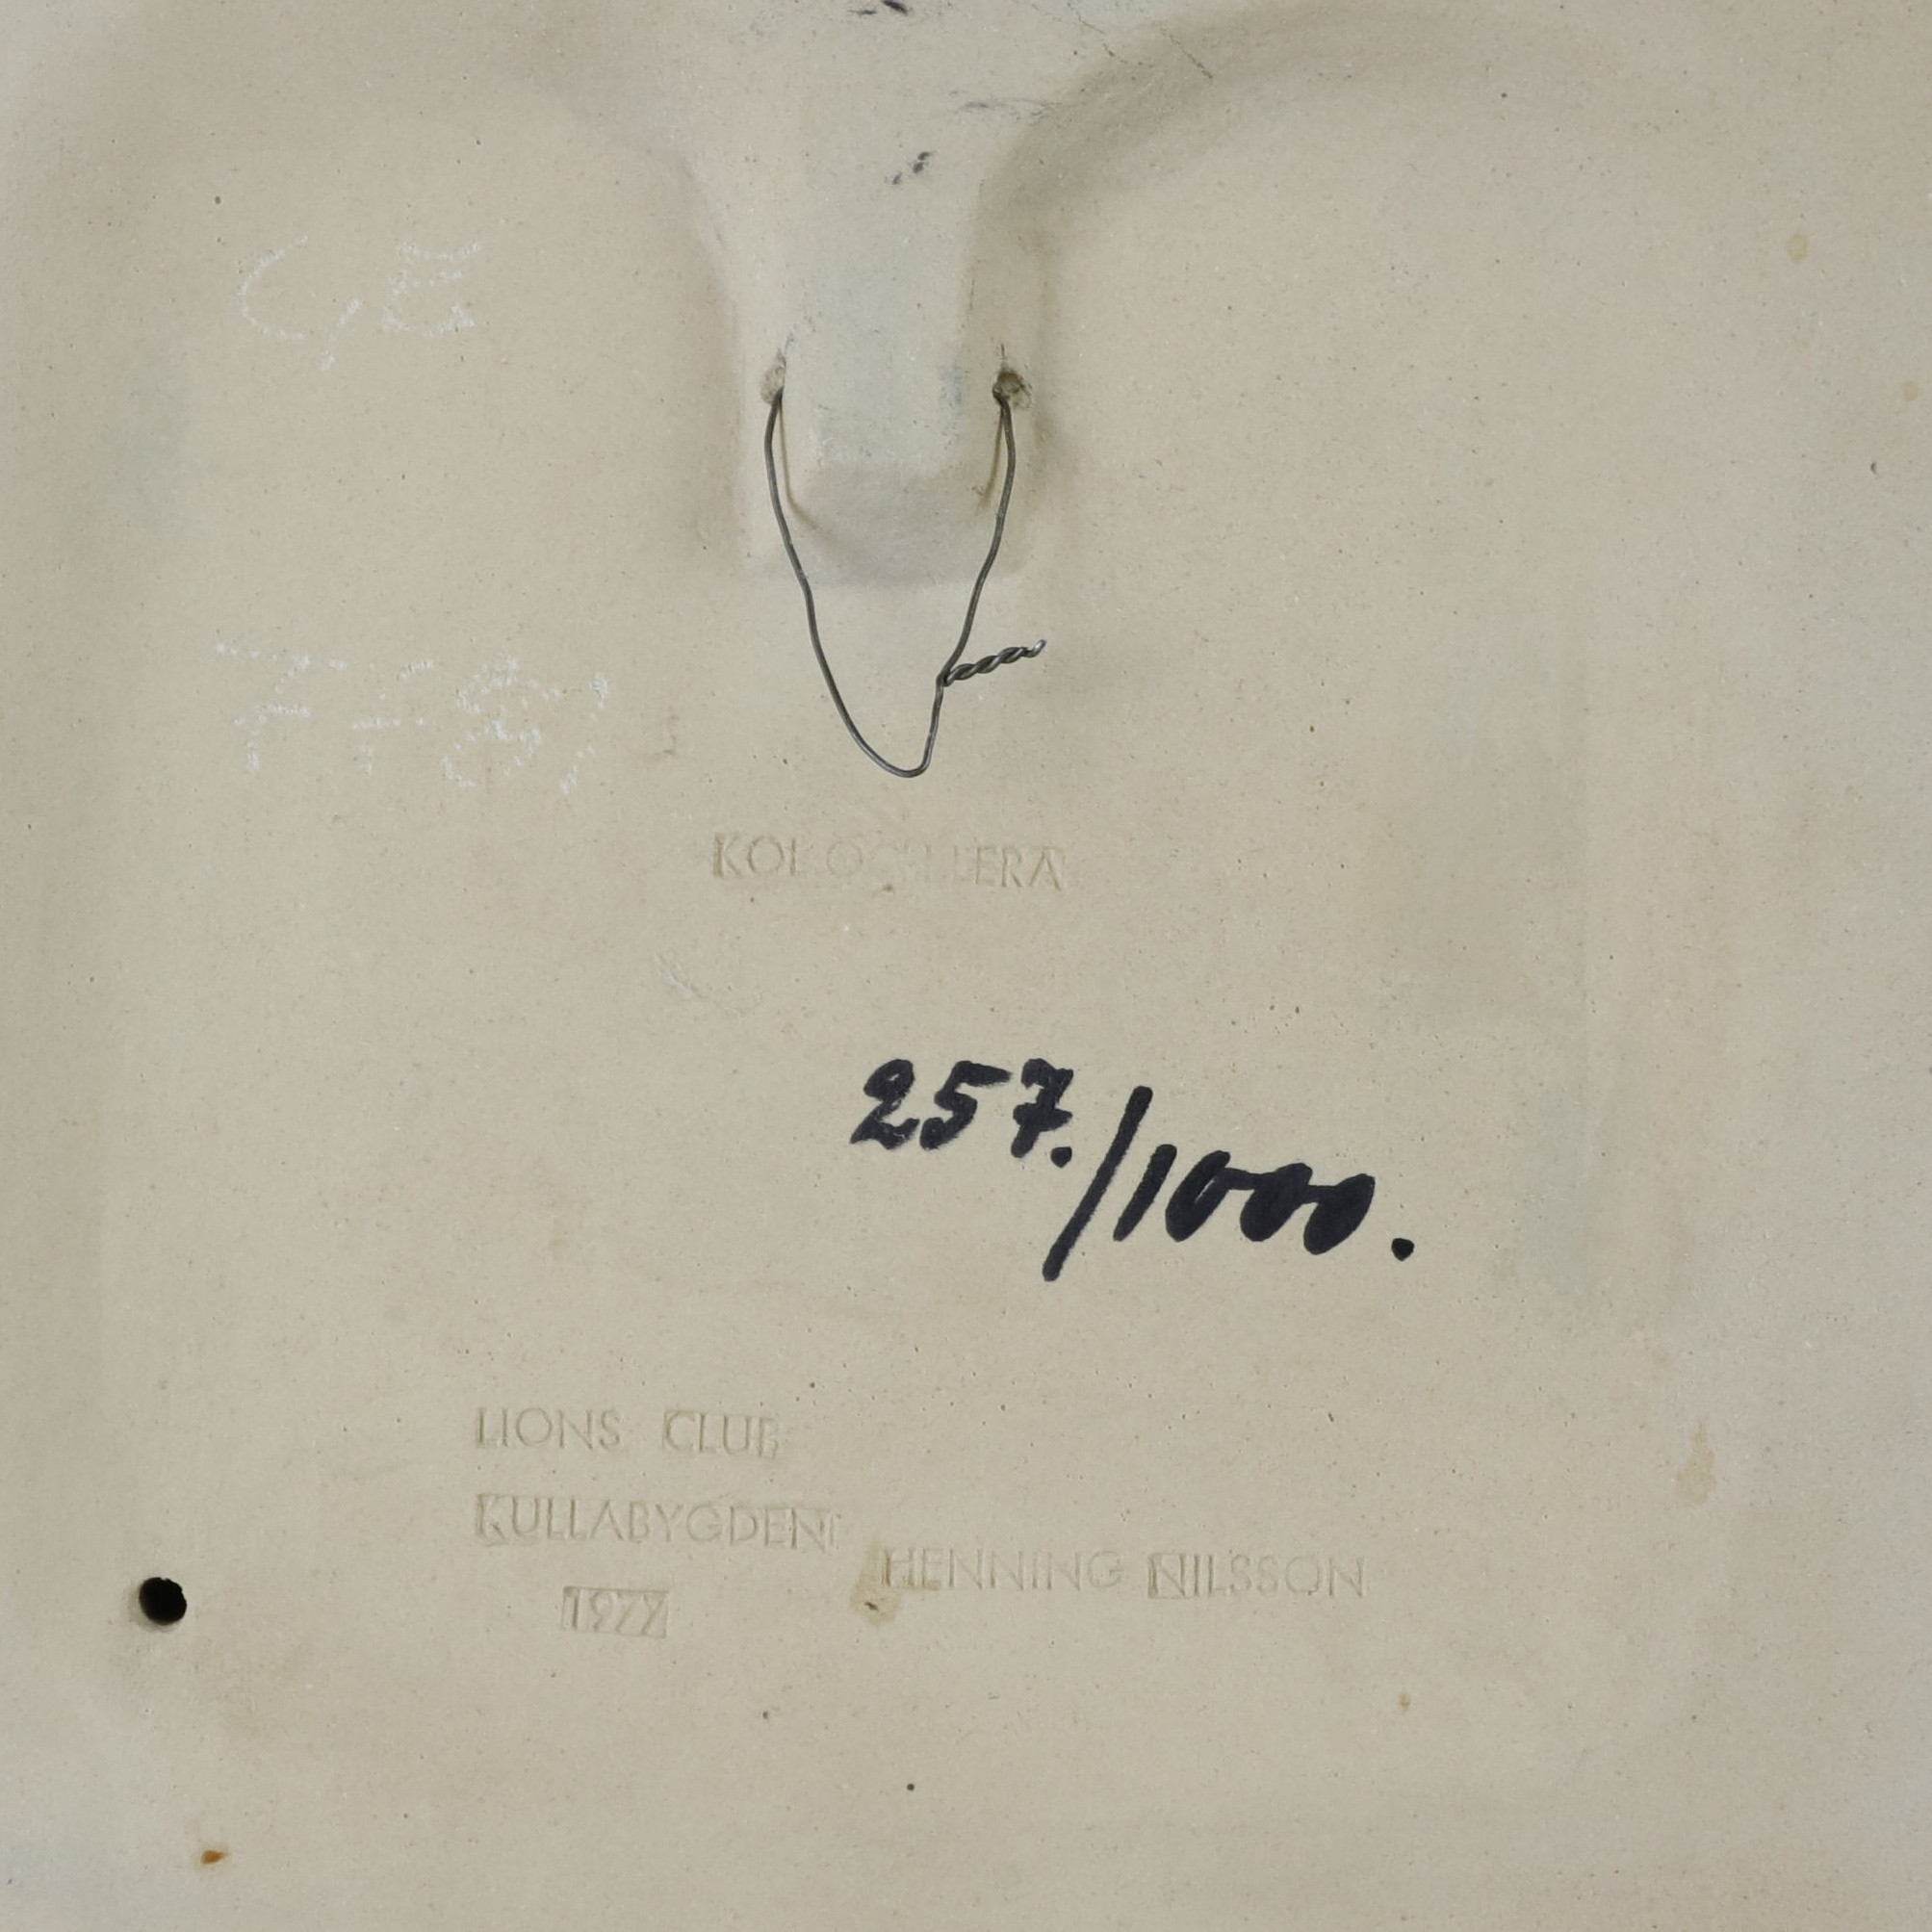 KOL OCH LERA
257./1000.
LIONS CLUB
KULLABYGDEN
1977
HENNING NILSSON